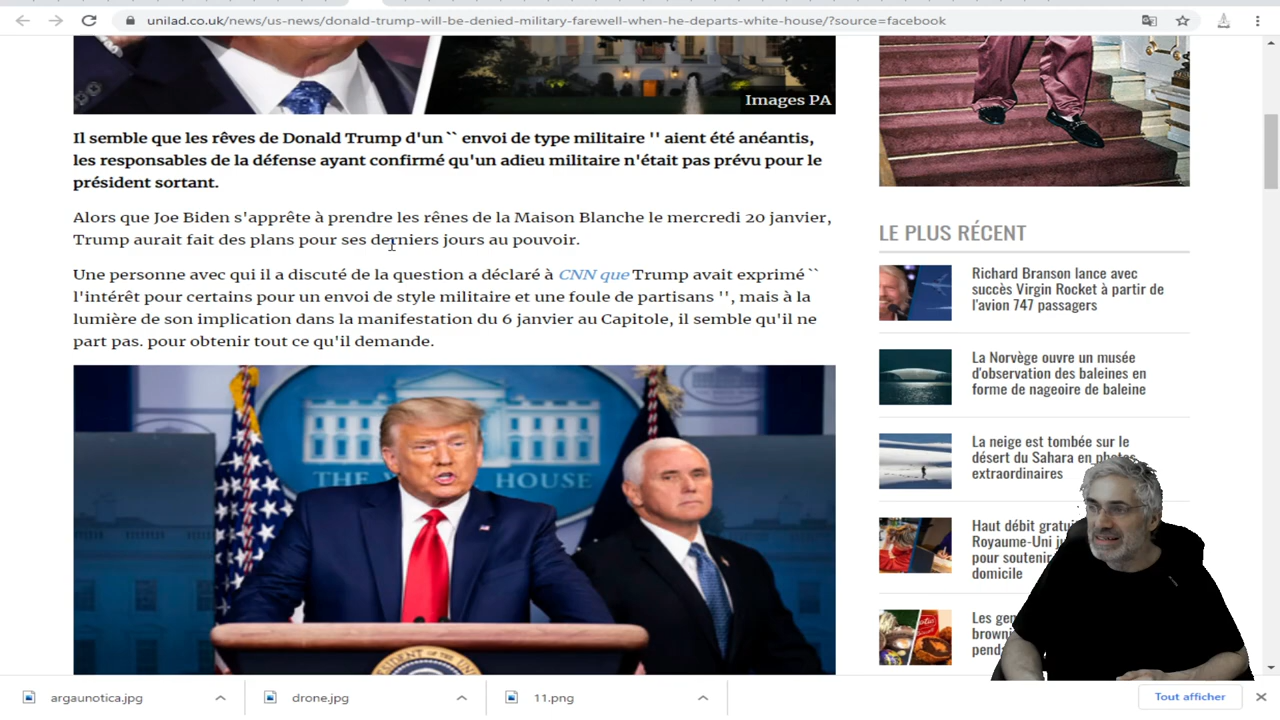 unilad.co.uk/news/us-news/donald-trump-will-be-denied-military-farewell-when-he-departs-white-house/?source=facebook
Images PA
Il semble que les rêves de Donald Trump d'un `` envoi de type militaire '' aient été anéantis,
les responsables de la défense ayant confirmé qu'un adieu militaire n'était pas prévu pour le
président sortant.
Alors que Joe Biden s'apprête à prendre les rênes de la Maison Blanche le mercredi 20 janvier,
Trump aurait fait des plans pour ses derniers jours au pouvoir.
Une personne avec qui il a discuté de la question a déclaré à CNN que Trump avait exprimé ``
l'intérêt pour certains pour un envoi de style militaire et une foule de partisans '', mais à la
lumière de son implication dans la manifestation du 6 janvier au Capitole, il semble qu'il ne
part pas. pour obtenir tout ce qu'il demande.
HOUSE
LE PLUS RÉCENT
Richard Branson lance avec
succès Virgin Rocket à partir de
l'avion 747 passagers
La Norvège ouvre un musée
d'observation des baleines en
forme de nageoire de baleine
La neige est tombée sur le
désert du Sahara en photos
extraordinaires
Haut débit gratui
Royaume-Uni
pour soutenir
domicile
Les
brown
penda
argaunotica.jpg
drone.jpg
11.png
Tout afficher